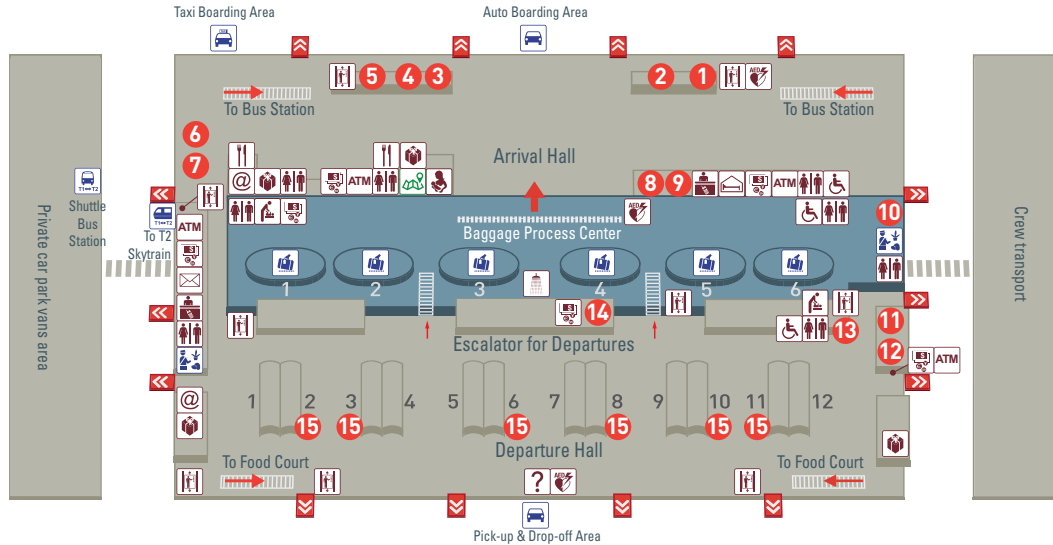 Taxi Boarding Area
Auto Boarding Area
TAXI
5
4
3
2
1
AED
To Bus Station
To Bus Station
6
7
Arrival Hall
@
$
ATM
8
9
$
ATM
T1↔T2
Shuttle
Bus
Station
T1↔T2
To T2
Skytrain
ATM
$
$
AED
Baggage Process Center
10
1
2
3
4
5
6
$
14
13
11
12
$
ATM
Escalator for Departures
Private car park vans area
Crew transport
@
1
2
3
4
5
6
7
8
9
10
11
12
15
15
15
15
15
15
Departure Hall
To Food Court
To Food Court
?
AED
Pick-up & Drop-off Area